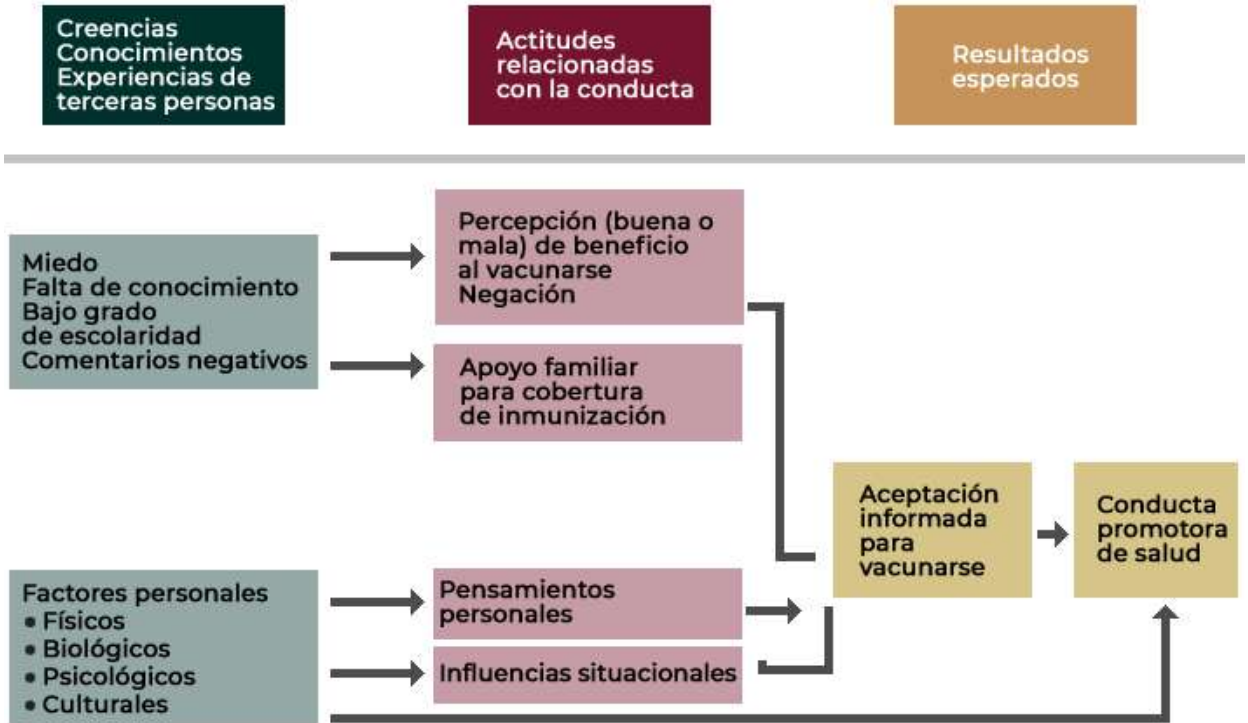 Creencias
Conocimientos
Experiencias de
terceras personas
Actitudes
relacionadas
con la conducta
Resultados
esperados
Miedo
Falta de conocimiento
Bajo grado
de escolaridad
Comentarios negativos
Percepción (buena o
mala) de beneficio
al vacunarse
Negación
Apoyo familiar
para cobertura
de inmunización
Aceptación
informada
para
vacunarse
Conducta
promotora
de salud
Factores personales
• Físicos
• Biológicos
• Psicológicos
• Culturales
Pensamientos
personales
Influencias situacionales